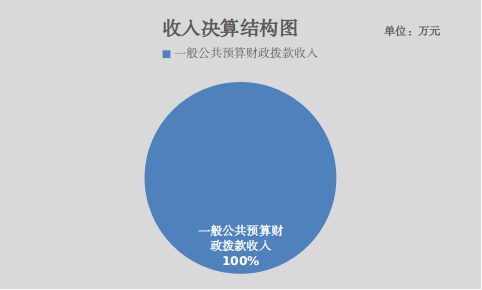 收入决算结构图
单位：万元
一般公共预算财政拨款收入
一般公共预算财
政拨款收入
100%